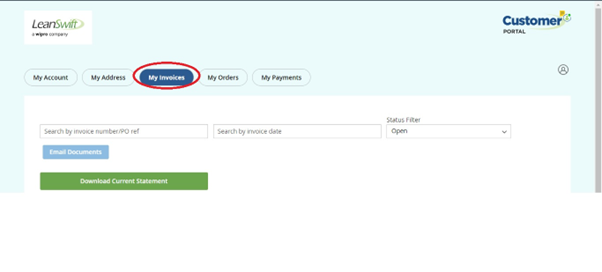 LeanSwift
a wipro company
Customer
PORTAL
My Account
My Address
My Invoices
My Orders
My Payments
Status Filter
Search by invoice number/PO ref
Search by invoice date
Open
Email Documents
Download Current Statement